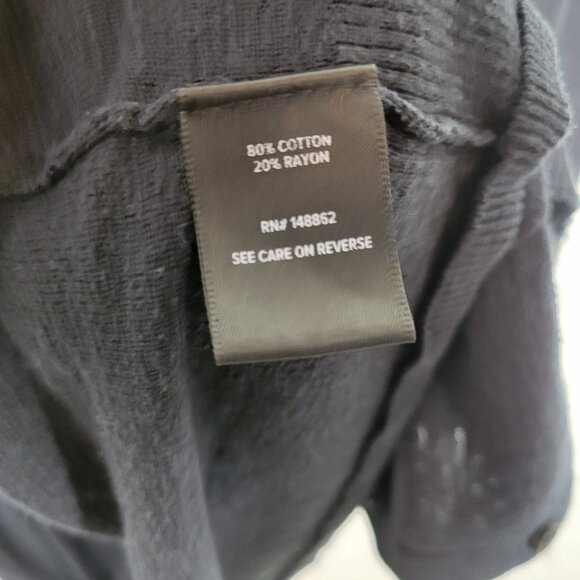 80% COTTON
20% RAYON
RN# 148862
SEE CARE ON REVERSE